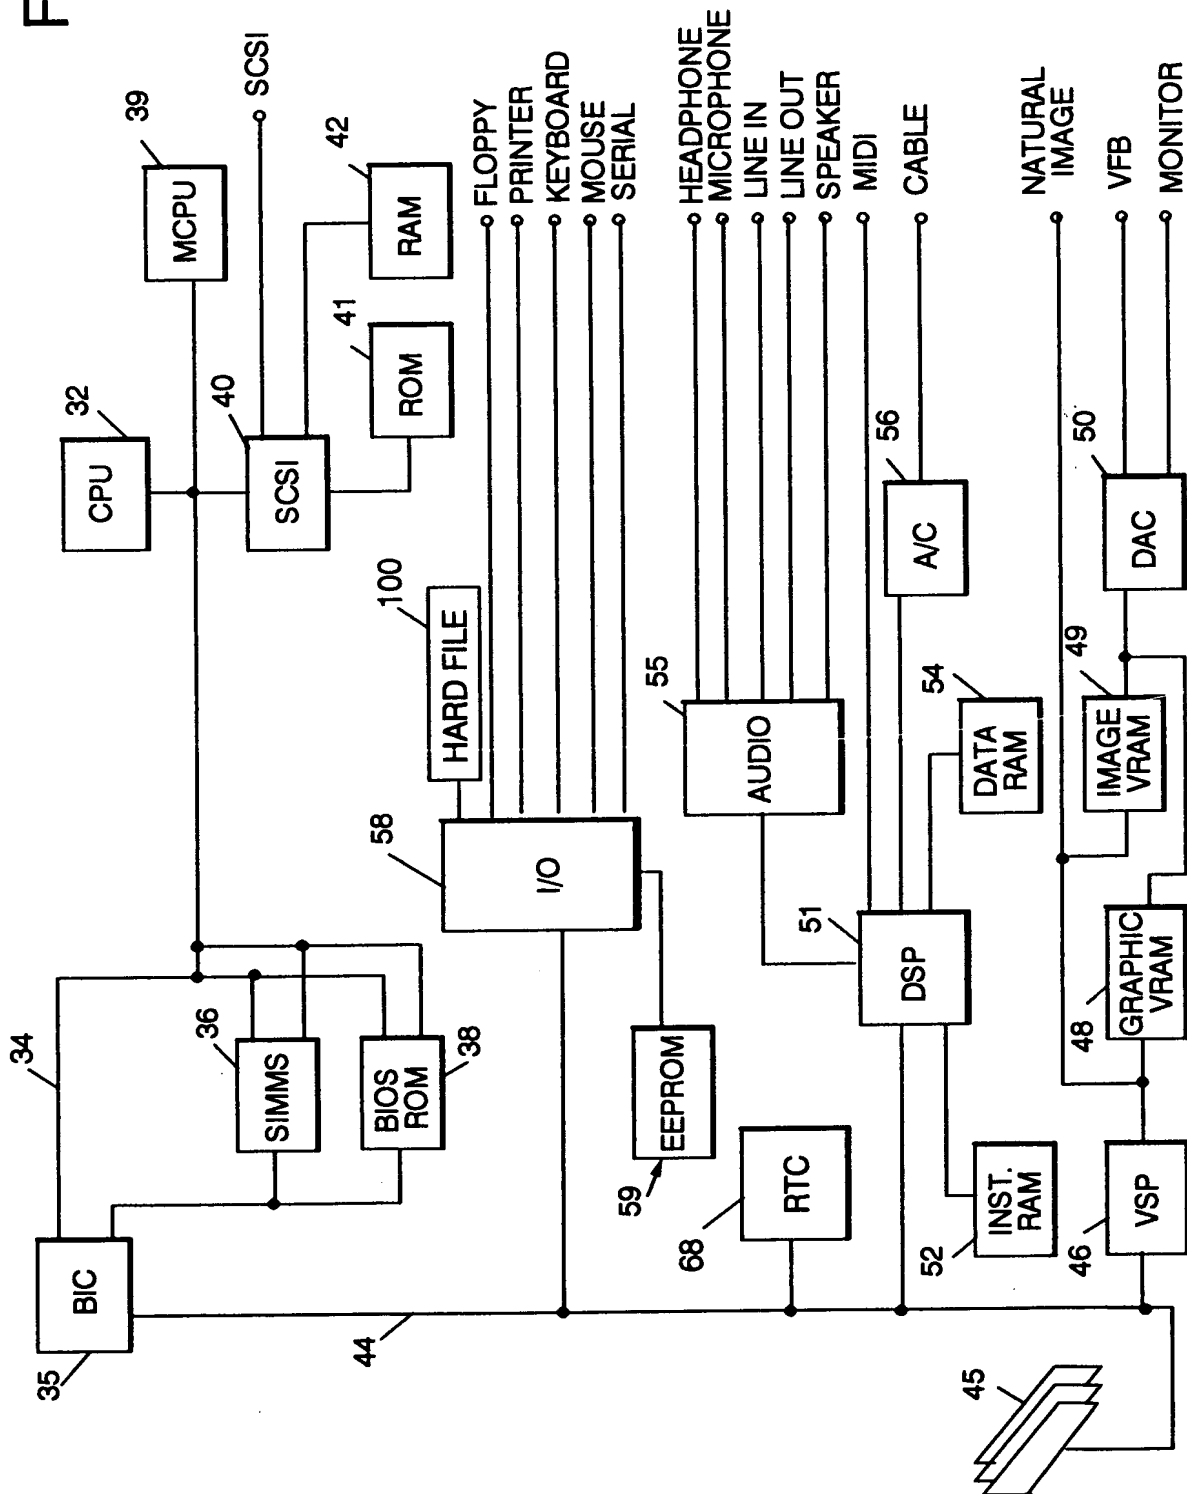 F
39
MCPU
SCSI
42
RAM
32
CPU
40
SCSI
41
ROM
100
HARD FILE
FLOPPY
PRINTER
KEYBOARD
MOUSE
SERIAL
58
I/O
34
36
SIMMS
38
BIOS
ROM
35
BIC
59
EEPROM
44
68
RTC
HEADPHONE
MICROPHONE
LINE IN
LINE OUT
SPEAKER
MIDI
CABLE
55
AUDIO
56
A/C
54
DATA
RAM
51
DSP
52
INST.
RAM
NATURAL
IMAGE
VFB
MONITOR
50
DAC
49
IMAGE
VRAM
48
GRAPHIC
VRAM
46
VSP
45